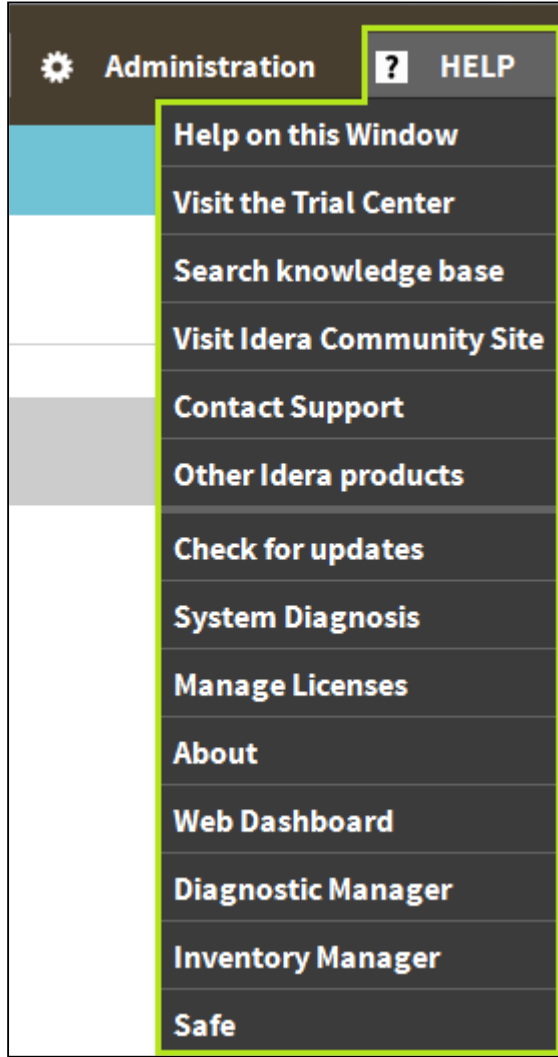 Administration ? HELP
Help on this Window
Visit the Trial Center
Search knowledge base
Visit Idera Community Site
Contact Support
Other Idera products
Check for updates
System Diagnosis
Manage Licenses
About
Web Dashboard
Diagnostic Manager
Inventory Manager
Safe